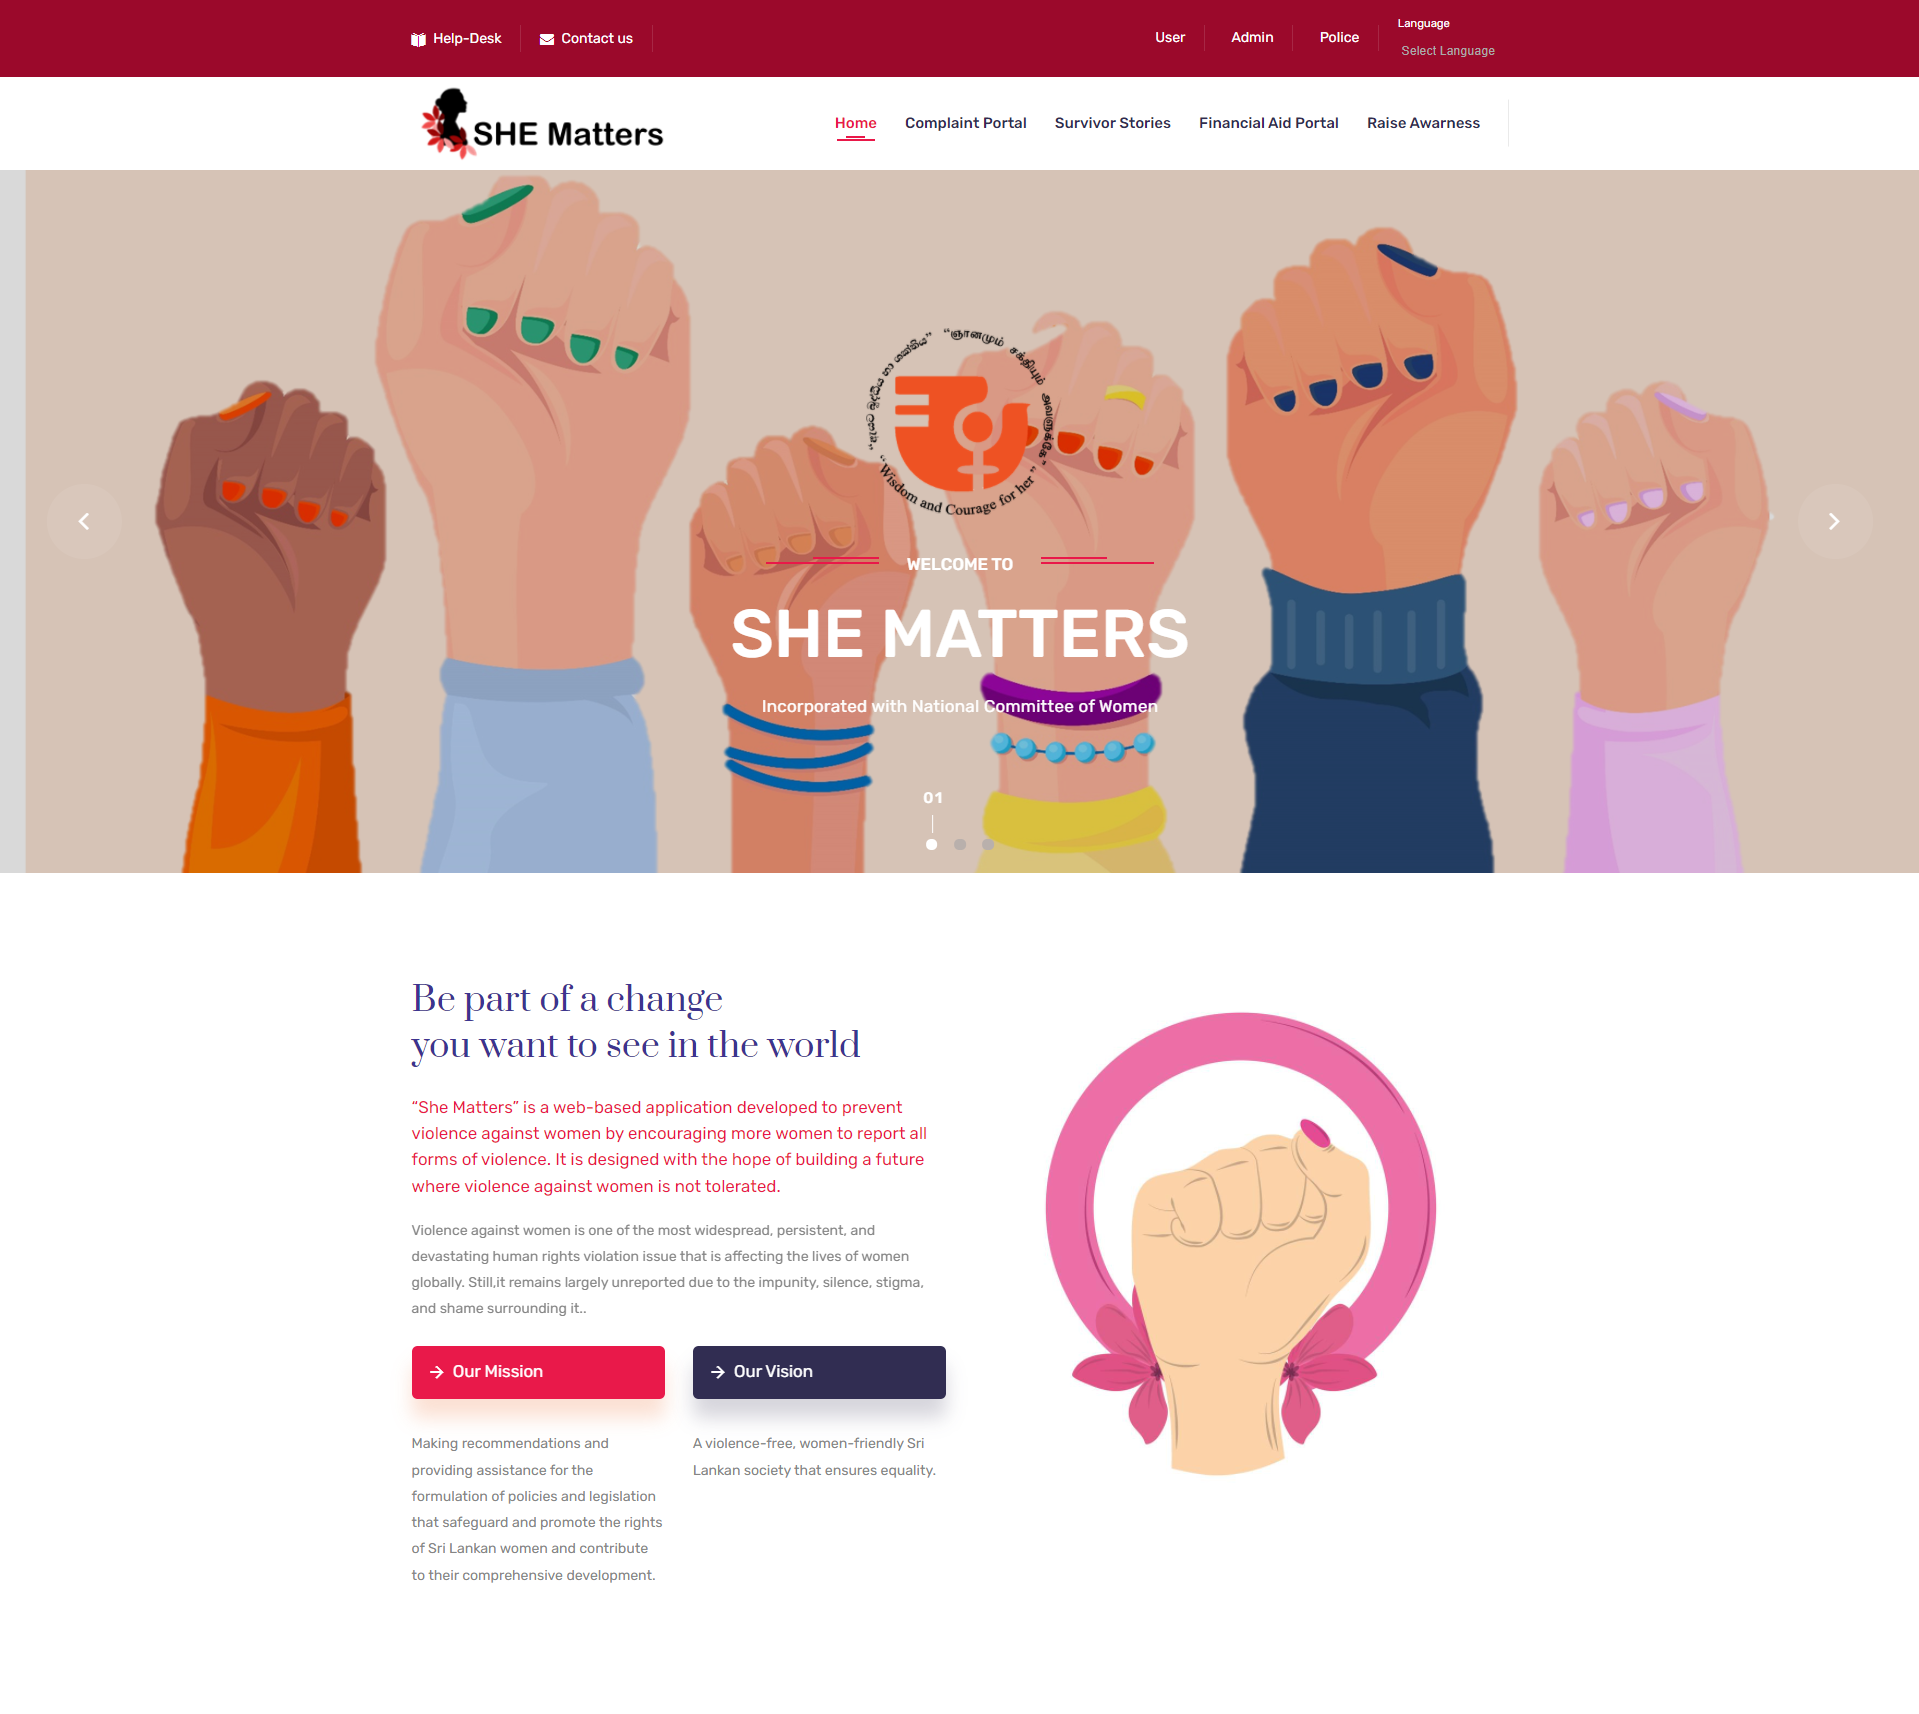 Help-Desk
Contact us
User
Admin
Police
Language
Select Language
SHE Matters
Home
Complaint Portal
Survivor Stories
Financial Aid Portal
Raise Awarness
“ஞானமும் சக்தியும் அவளுக்கே”
“Wisdom and Courage for her”
WELCOME TO
SHE MATTERS
Incorporated with National Committee of Women
01
Be part of a change
you want to see in the world
“She Matters” is a web-based application developed to prevent
violence against women by encouraging more women to report all
forms of violence. It is designed with the hope of building a future
where violence against women is not tolerated.
Violence against women is one of the most widespread, persistent, and
devastating human rights violation issue that is affecting the lives of women
globally. Still,it remains largely unreported due to the impunity, silence, stigma,
and shame surrounding it..
Our Mission
Our Vision
Making recommendations and
providing assistance for the
formulation of policies and legislation
that safeguard and promote the rights
of Sri Lankan women and contribute
to their comprehensive development.
A violence-free, women-friendly Sri
Lankan society that ensures equality.